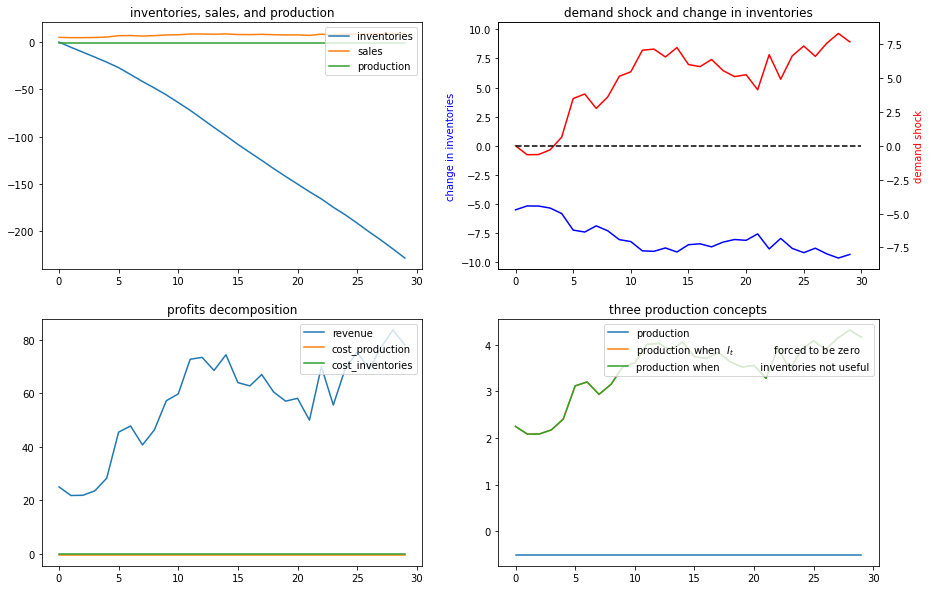 inventories, sales, and production
0
−50
−100
−150
−200
0 5 10 15 20 25 30
inventories
sales
production
demand shock and change in inventories
change in inventories
10.0
7.5
5.0
2.5
0.0
−2.5
−5.0
−7.5
−10.0
0 5 10 15 20 25 30
7.5
5.0
2.5
0.0
−2.5
−5.0
−7.5
demand shock
profits decomposition
80
60
40
20
0
0 5 10 15 20 25 30
revenue
cost_production
cost_inventories
three production concepts
4
3
2
1
0
0 5 10 15 20 25 30
production
production when I_t forced to be zero
production when inventories not useful